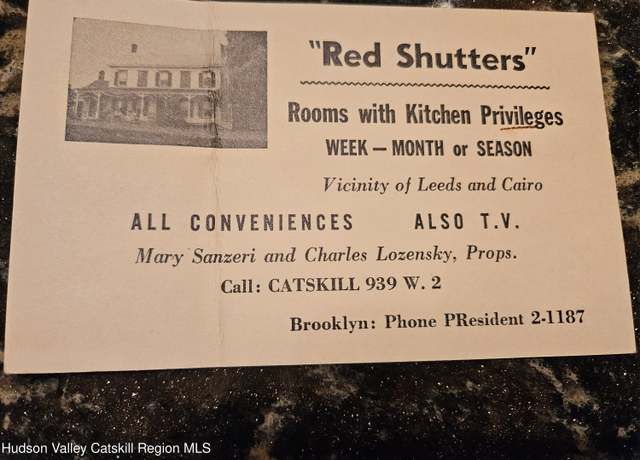 "Red Shutters"
Rooms with Kitchen Privileges
WEEK — MONTH or SEASON
Vicinity of Leeds and Cairo
ALL CONVENIENCES ALSO T.V.
Mary Sanzeri and Charles Lozensky, Props.
Call: CATSKILL 939 W. 2
Brooklyn: Phone PResident 2-1187
Hudson Valley Catskill Region MLS